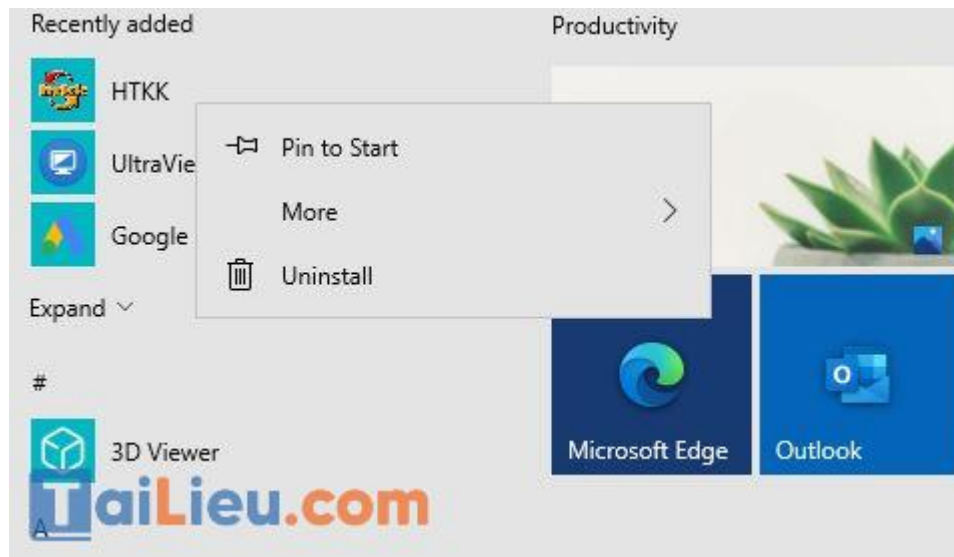 Recently added
HTKK
UltraVie
Google
Expand
#
3D Viewer
A
Pin to Start
More
Uninstall
Productivity
Microsoft Edge
Outlook
TaiLieu.com